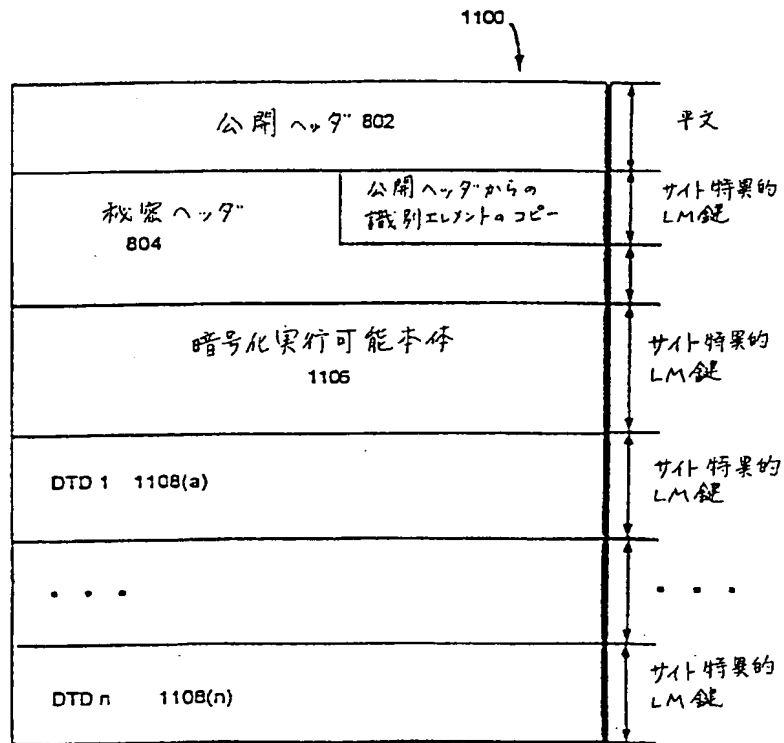 1100
公開ヘッダ 802
平文
秘密ヘッダ
804
公開ヘッダからの
識別エレメントのコピー
サイト特異的
LM鍵
暗号化実行可能本体
1106
サイト特異的
LM鍵
DTD 1 1108(a)
サイト特異的
LM鍵
. . .
. . .
DTD n 1108(n)
サイト特異的
LM鍵